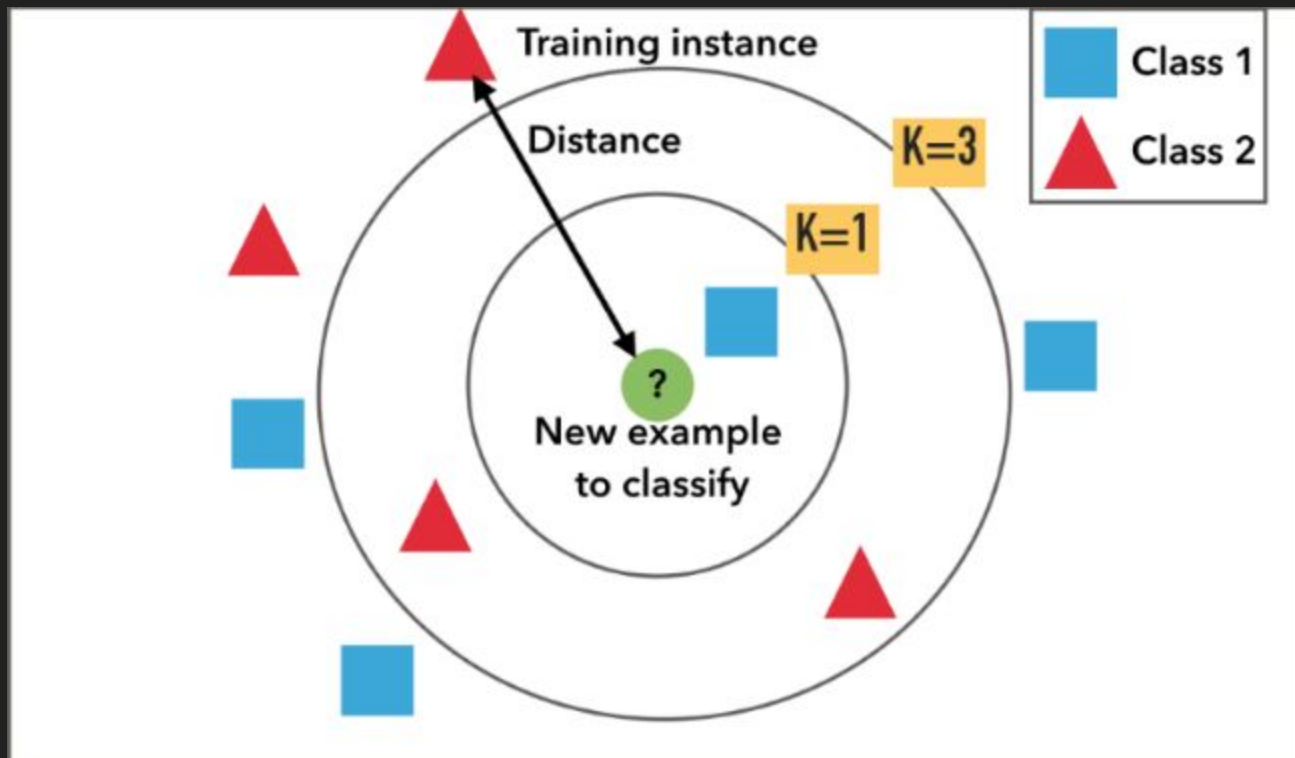 Training instance
Class 1
Distance
K=3
Class 2
K=1
?
New example
to classify